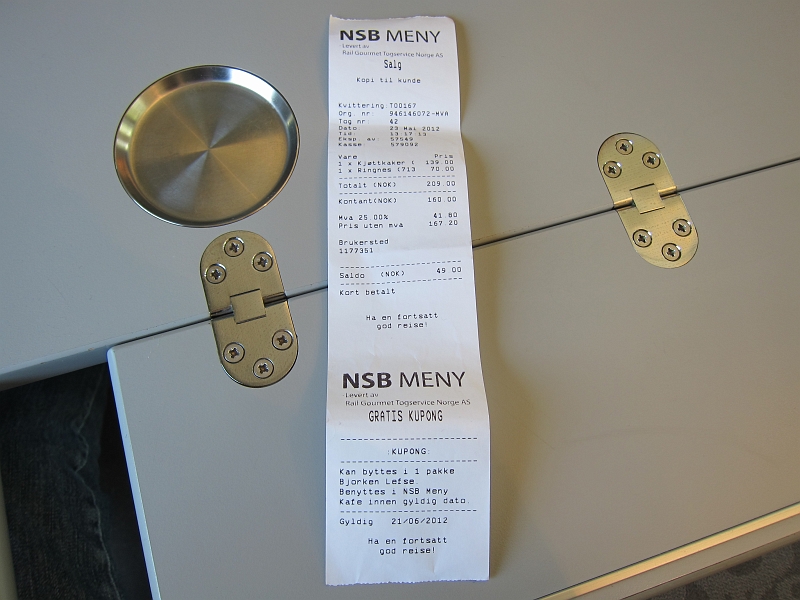 NSB MENY
Levert av
Rail Gourmet Togservice Norge AS
Salg
Kopi til kunde
Kvittering:T00167
Org. nr: 946146072-MVA
Tog nr: 42
Dato: 23 Mai 2012
Tid: 13 17 13
Eksp. av: 57549
Kasse: 579092
Vare Pris
1 x Kjøttkaker ( 139.00
1 x Ringnes (713 70.00
Totalt (NOK) 209.00
Kontant(NOK) 160.00
Mva 25.00% 41.80
Pris uten mva 167.20
Brukersted
1177351
Saldo (NOK) 49.00
Kort betalt
Ha en fortsatt
god reise!
NSB MENY
Levert av
Rail Gourmet Togservice Norge AS
GRATIS KUPONG
:KUPONG:
Kan byttes i 1 pakke
Bjorken Lefse.
Benyttes i NSB Meny
Kafe innen gyldig dato.
Gyldig 21/06/2012
Ha en fortsatt
god reise!